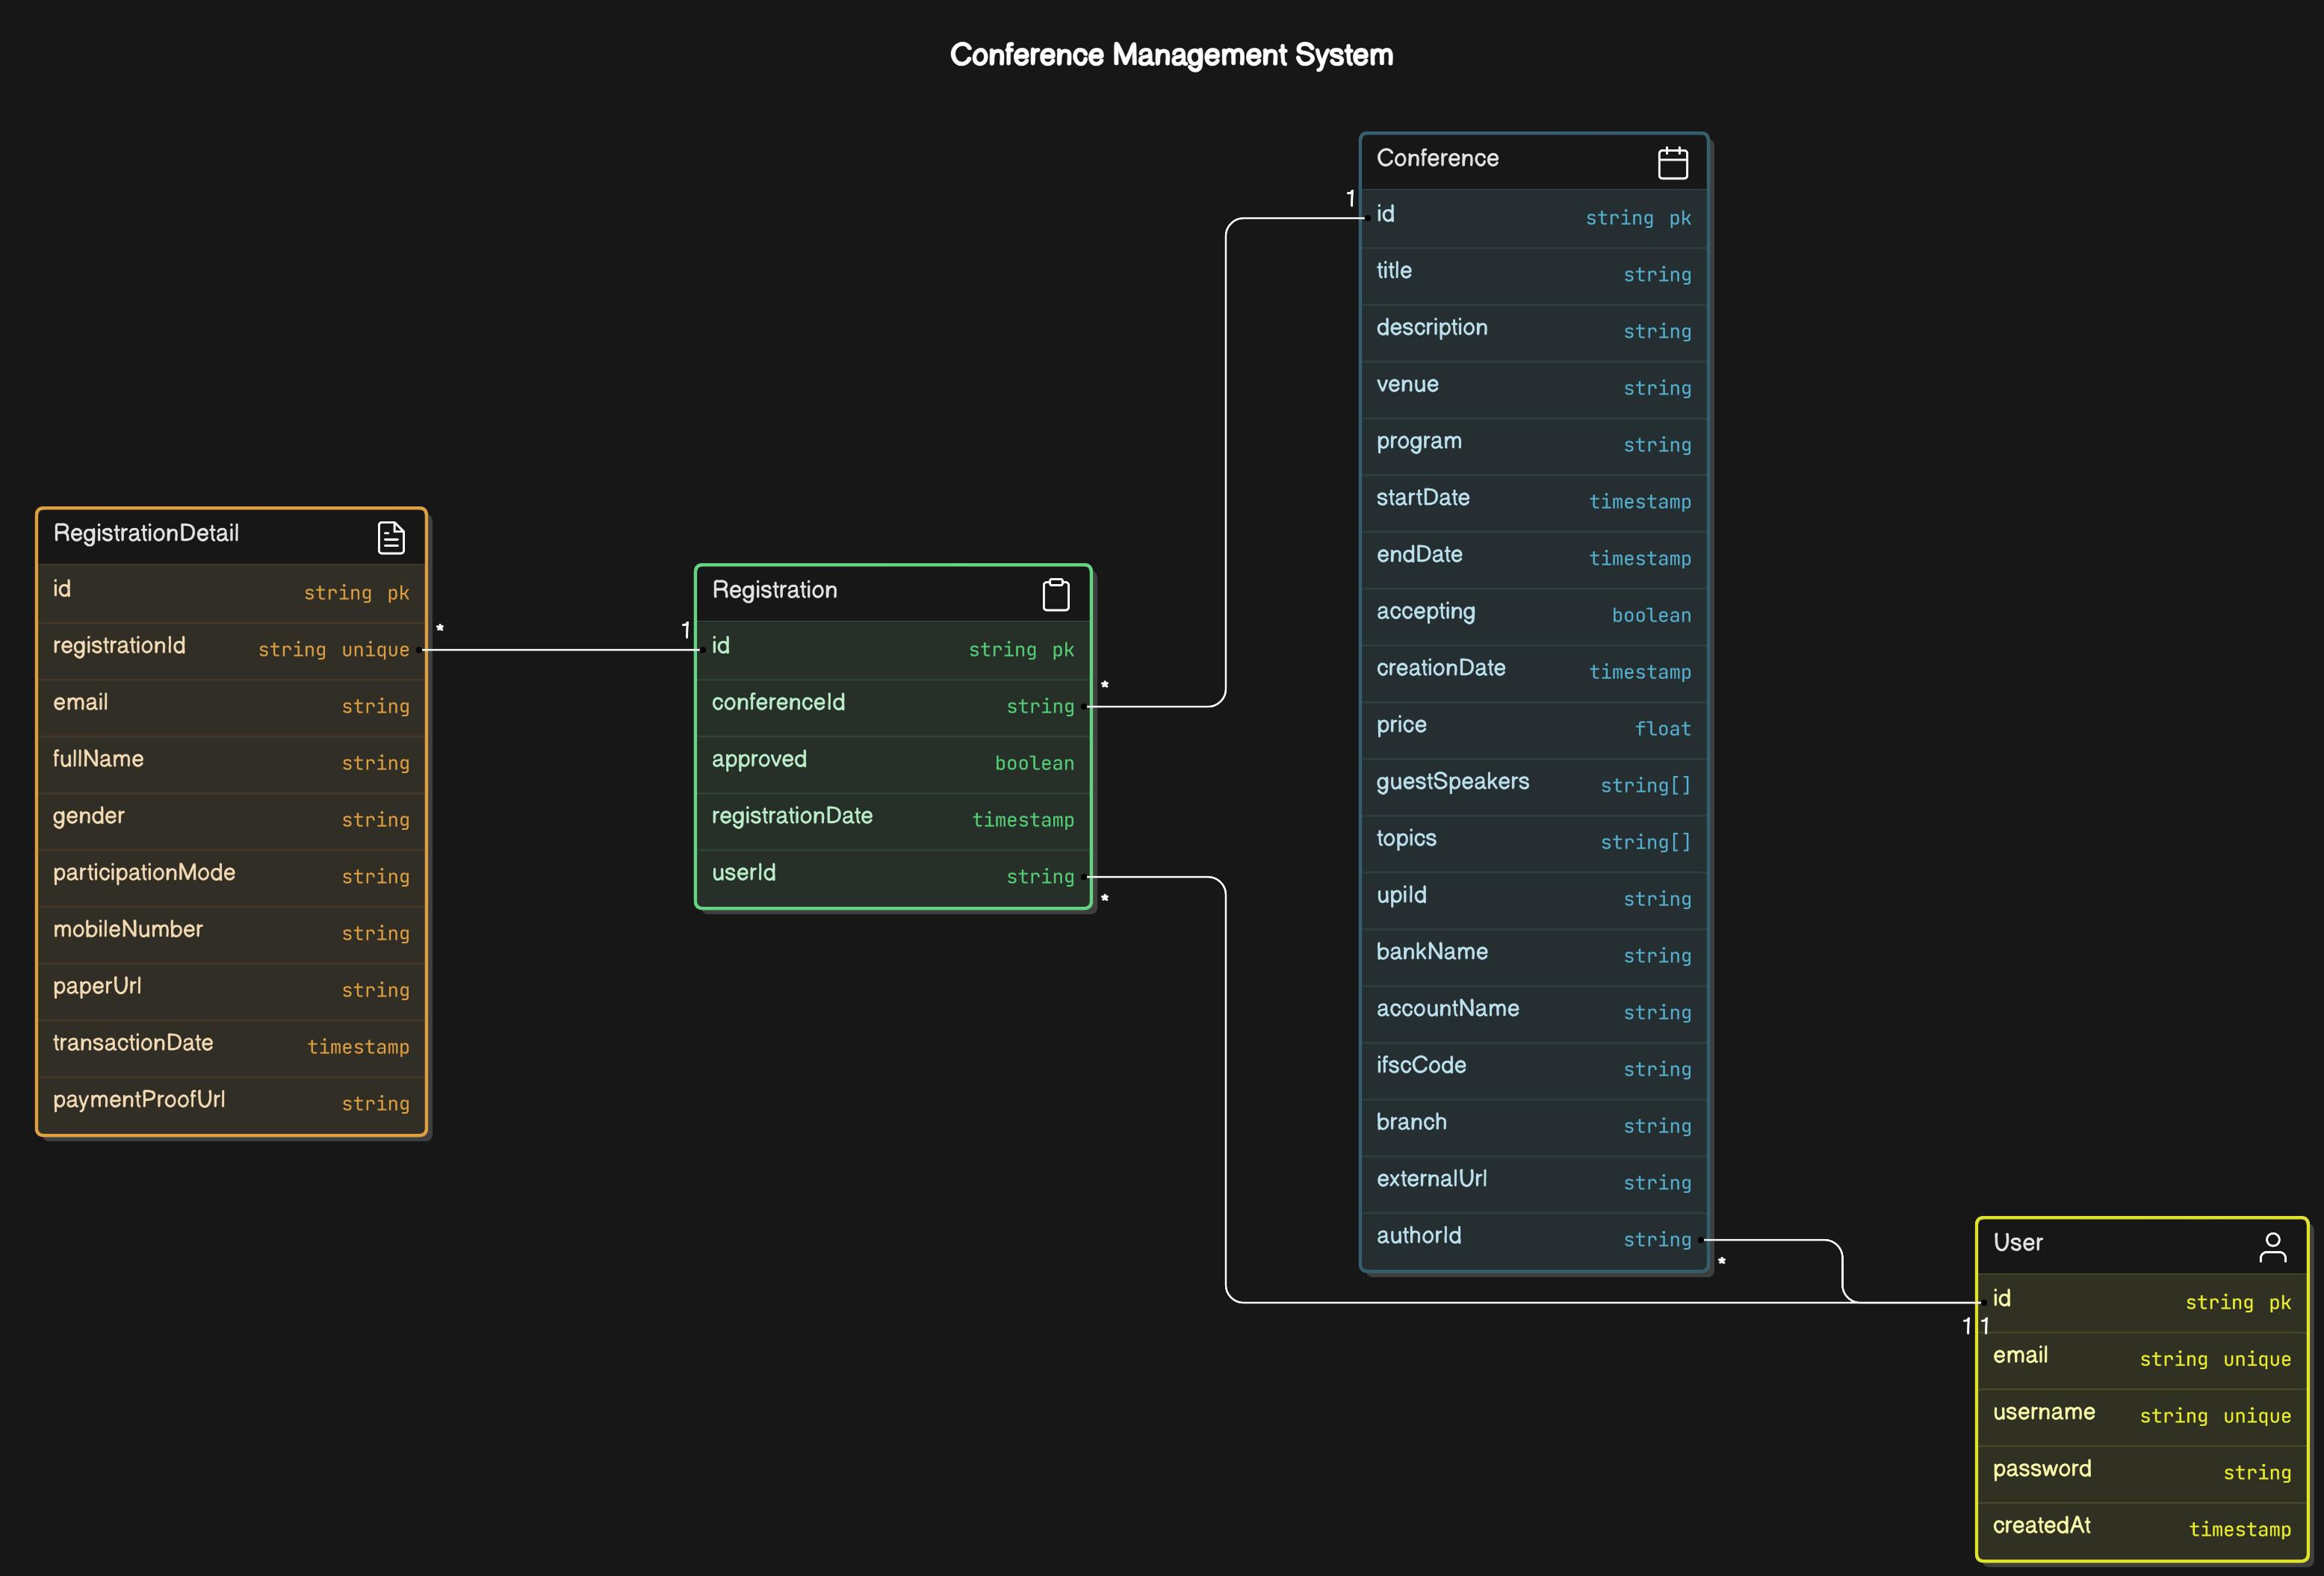 Conference Management System
Conference
1
id string pk
title string
description string
venue string
program string
startDate timestamp
endDate timestamp
accepting boolean
creationDate timestamp
price float
guestSpeakers string[]
topics string[]
upiId string
bankName string
accountName string
ifscCode string
branch string
externalUrl string
authorId string
*
RegistrationDetail
id string pk
registrationId string unique
*
email string
fullName string
gender string
participationMode string
mobileNumber string
paperUrl string
transactionDate timestamp
paymentProofUrl string
Registration
1
id string pk
*
conferenceId string
approved boolean
registrationDate timestamp
userId string
*
User
id string pk
1 1
email string unique
username string unique
password string
createdAt timestamp